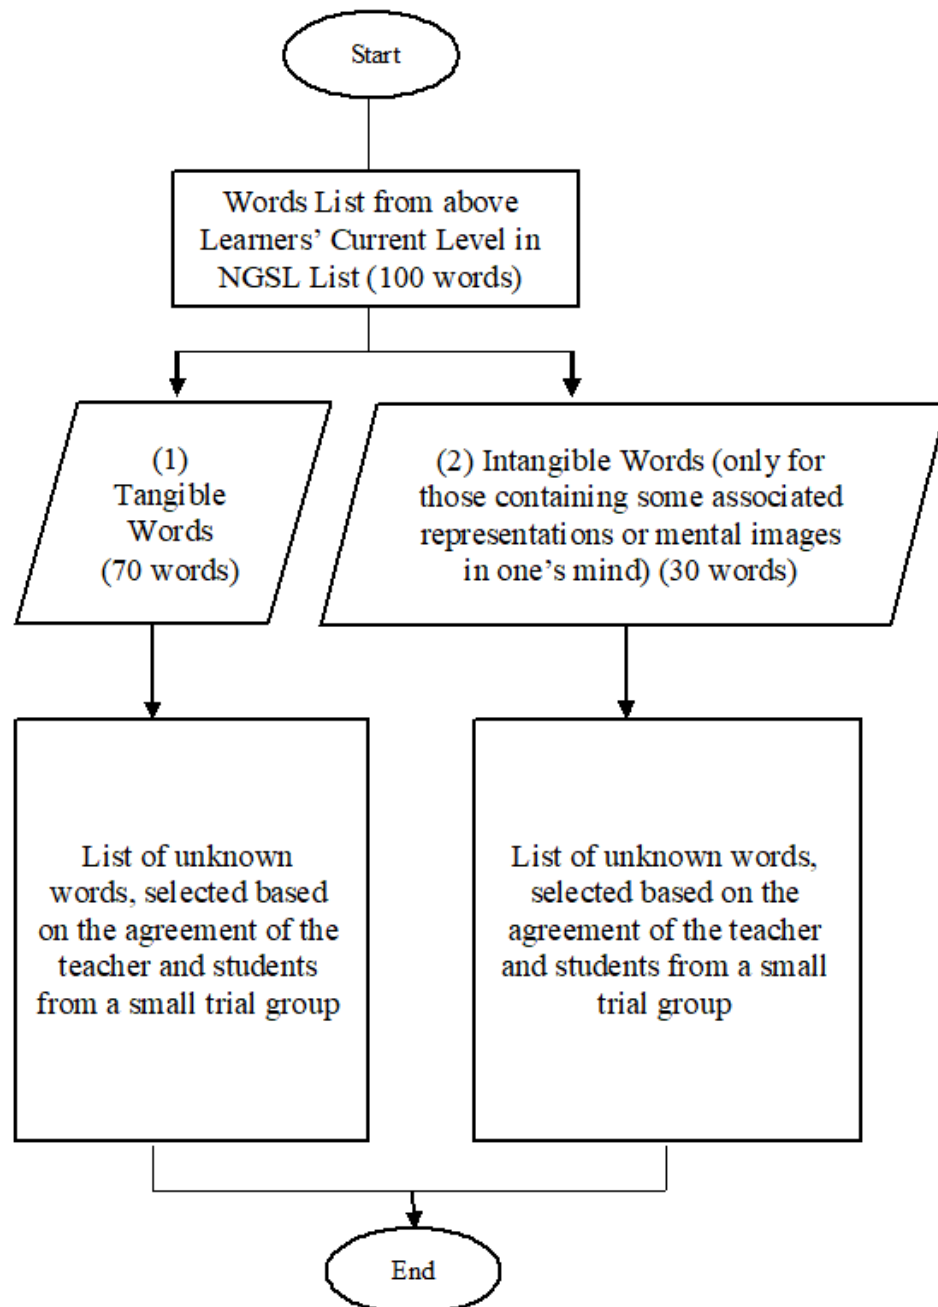 Start
Words List from above
Learners’ Current Level in
NGSL List (100 words)
(1)
Tangible
Words
(70 words)
(2) Intangible Words (only for
those containing some associated
representations or mental images
in one’s mind) (30 words)
List of unknown
words, selected based
on the agreement of the
teacher and students
from a small trial group
List of unknown words,
selected based on the
agreement of the teacher
and students from a small
trial group
End